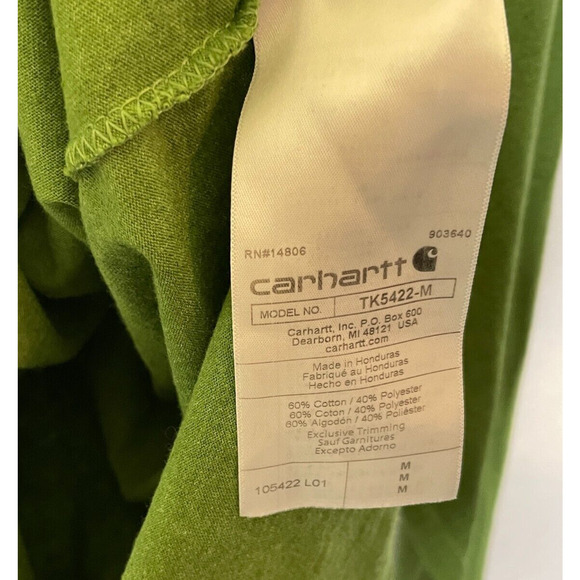 RN#14806 903640
carhartt
MODEL NO. TK5422-M
Carhartt, Inc. P.O. Box 600
Dearborn, MI 48121 USA
carhartt.com
Made in Honduras
Fabriqué au Honduras
Hecho en Honduras
60% Cotton / 40% Polyester
60% Coton / 40% Polyester
60% Algodón / 40% Poliéster
Exclusive Trimming
Sauf Garnitures
Excepto Adorno
M
105422 L01 M
M